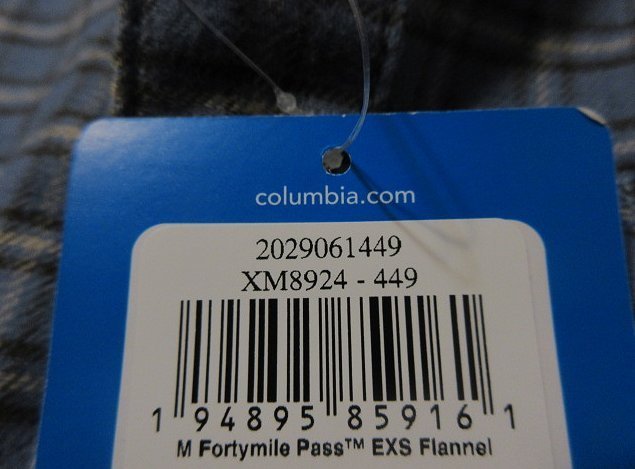 columbia.com
2029061449
XM8924 - 449
1 94895 85916 1
M Fortymile Pass™ EXS Flannel